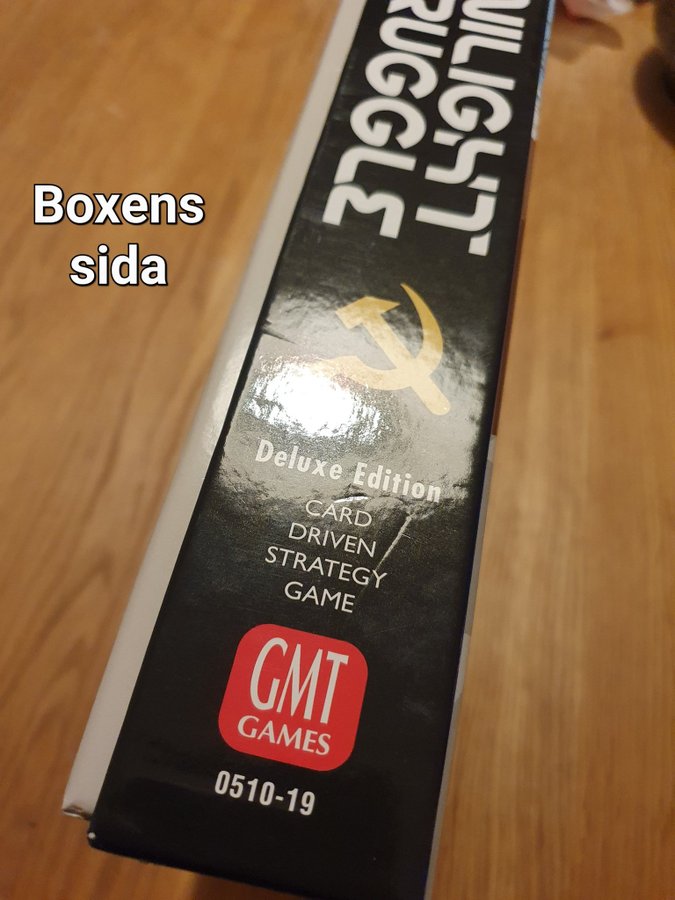 Boxens
sida
WILIGHT
RUGGLE
Deluxe Edition
CARD
DRIVEN
STRATEGY
GAME
GMT
GAMES
0510-19